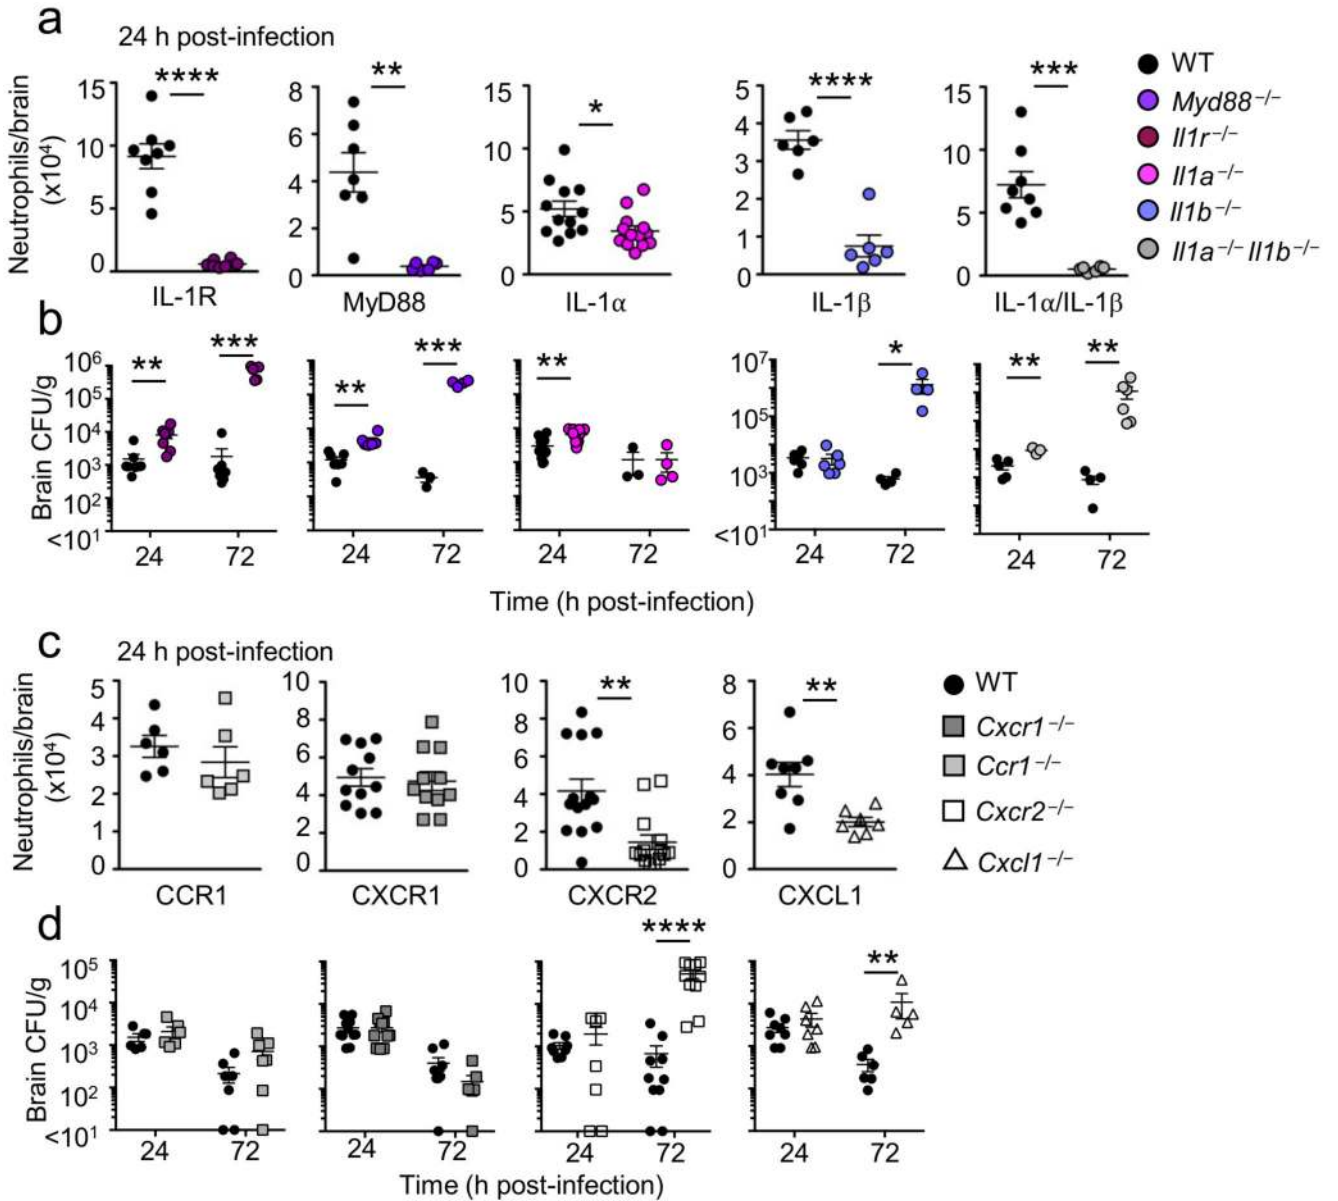 a
24 h post-infection
Neutrophils/brain
(x10⁴)
15
10
5
0
****
IL-1R
8
6
4
2
0
**
MyD88
15
10
5
0
*
IL-1α
5
4
3
2
1
0
****
IL-1β
15
10
5
0
***
IL-1α/IL-1β
WT
Myd88⁻/⁻
Il1r⁻/⁻
Il1a⁻/⁻
Il1b⁻/⁻
Il1a⁻/⁻Il1b⁻/⁻
b
Brain CFU/g
10⁶
10⁵
10⁴
10³
10²
<10¹
**
***
24 72
**
***
24 72
**
24 72
10⁷
10⁵
10³
<10¹
*
24 72
**
**
24 72
Time (h post-infection)
c
24 h post-infection
Neutrophils/brain
(x10⁴)
5
4
3
2
1
0
CCR1
10
8
6
4
2
0
CXCR1
10
8
6
4
2
0
**
CXCR2
8
6
4
2
0
**
CXCL1
WT
Cxcr1⁻/⁻
Ccr1⁻/⁻
Cxcr2⁻/⁻
Cxcl1⁻/⁻
d
Brain CFU/g
10⁵
10⁴
10³
10²
<10¹
24 72
24 72
****
24 72
**
24 72
Time (h post-infection)